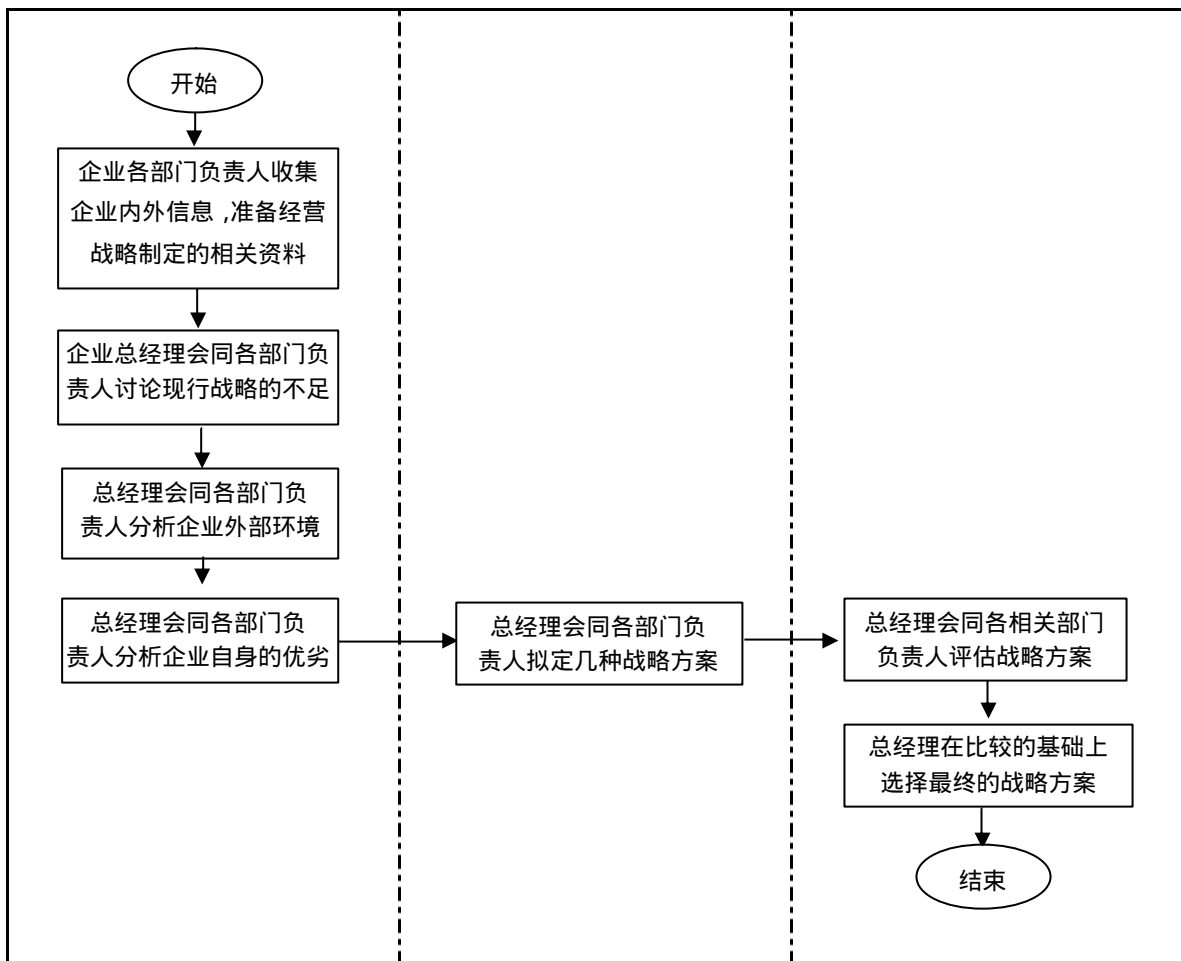 开始
企业各部门负责人收集
企业内外信息 ,准备经营
战略制定的相关资料
企业总经理会同各部门负
责人讨论现行战略的不足
总经理会同各部门负
责人分析企业外部环境
总经理会同各部门负
责人分析企业自身的优劣
总经理会同各部门负
责人拟定几种战略方案
总经理会同各相关部门
负责人评估战略方案
总经理在比较的基础上
选择最终的战略方案
结束